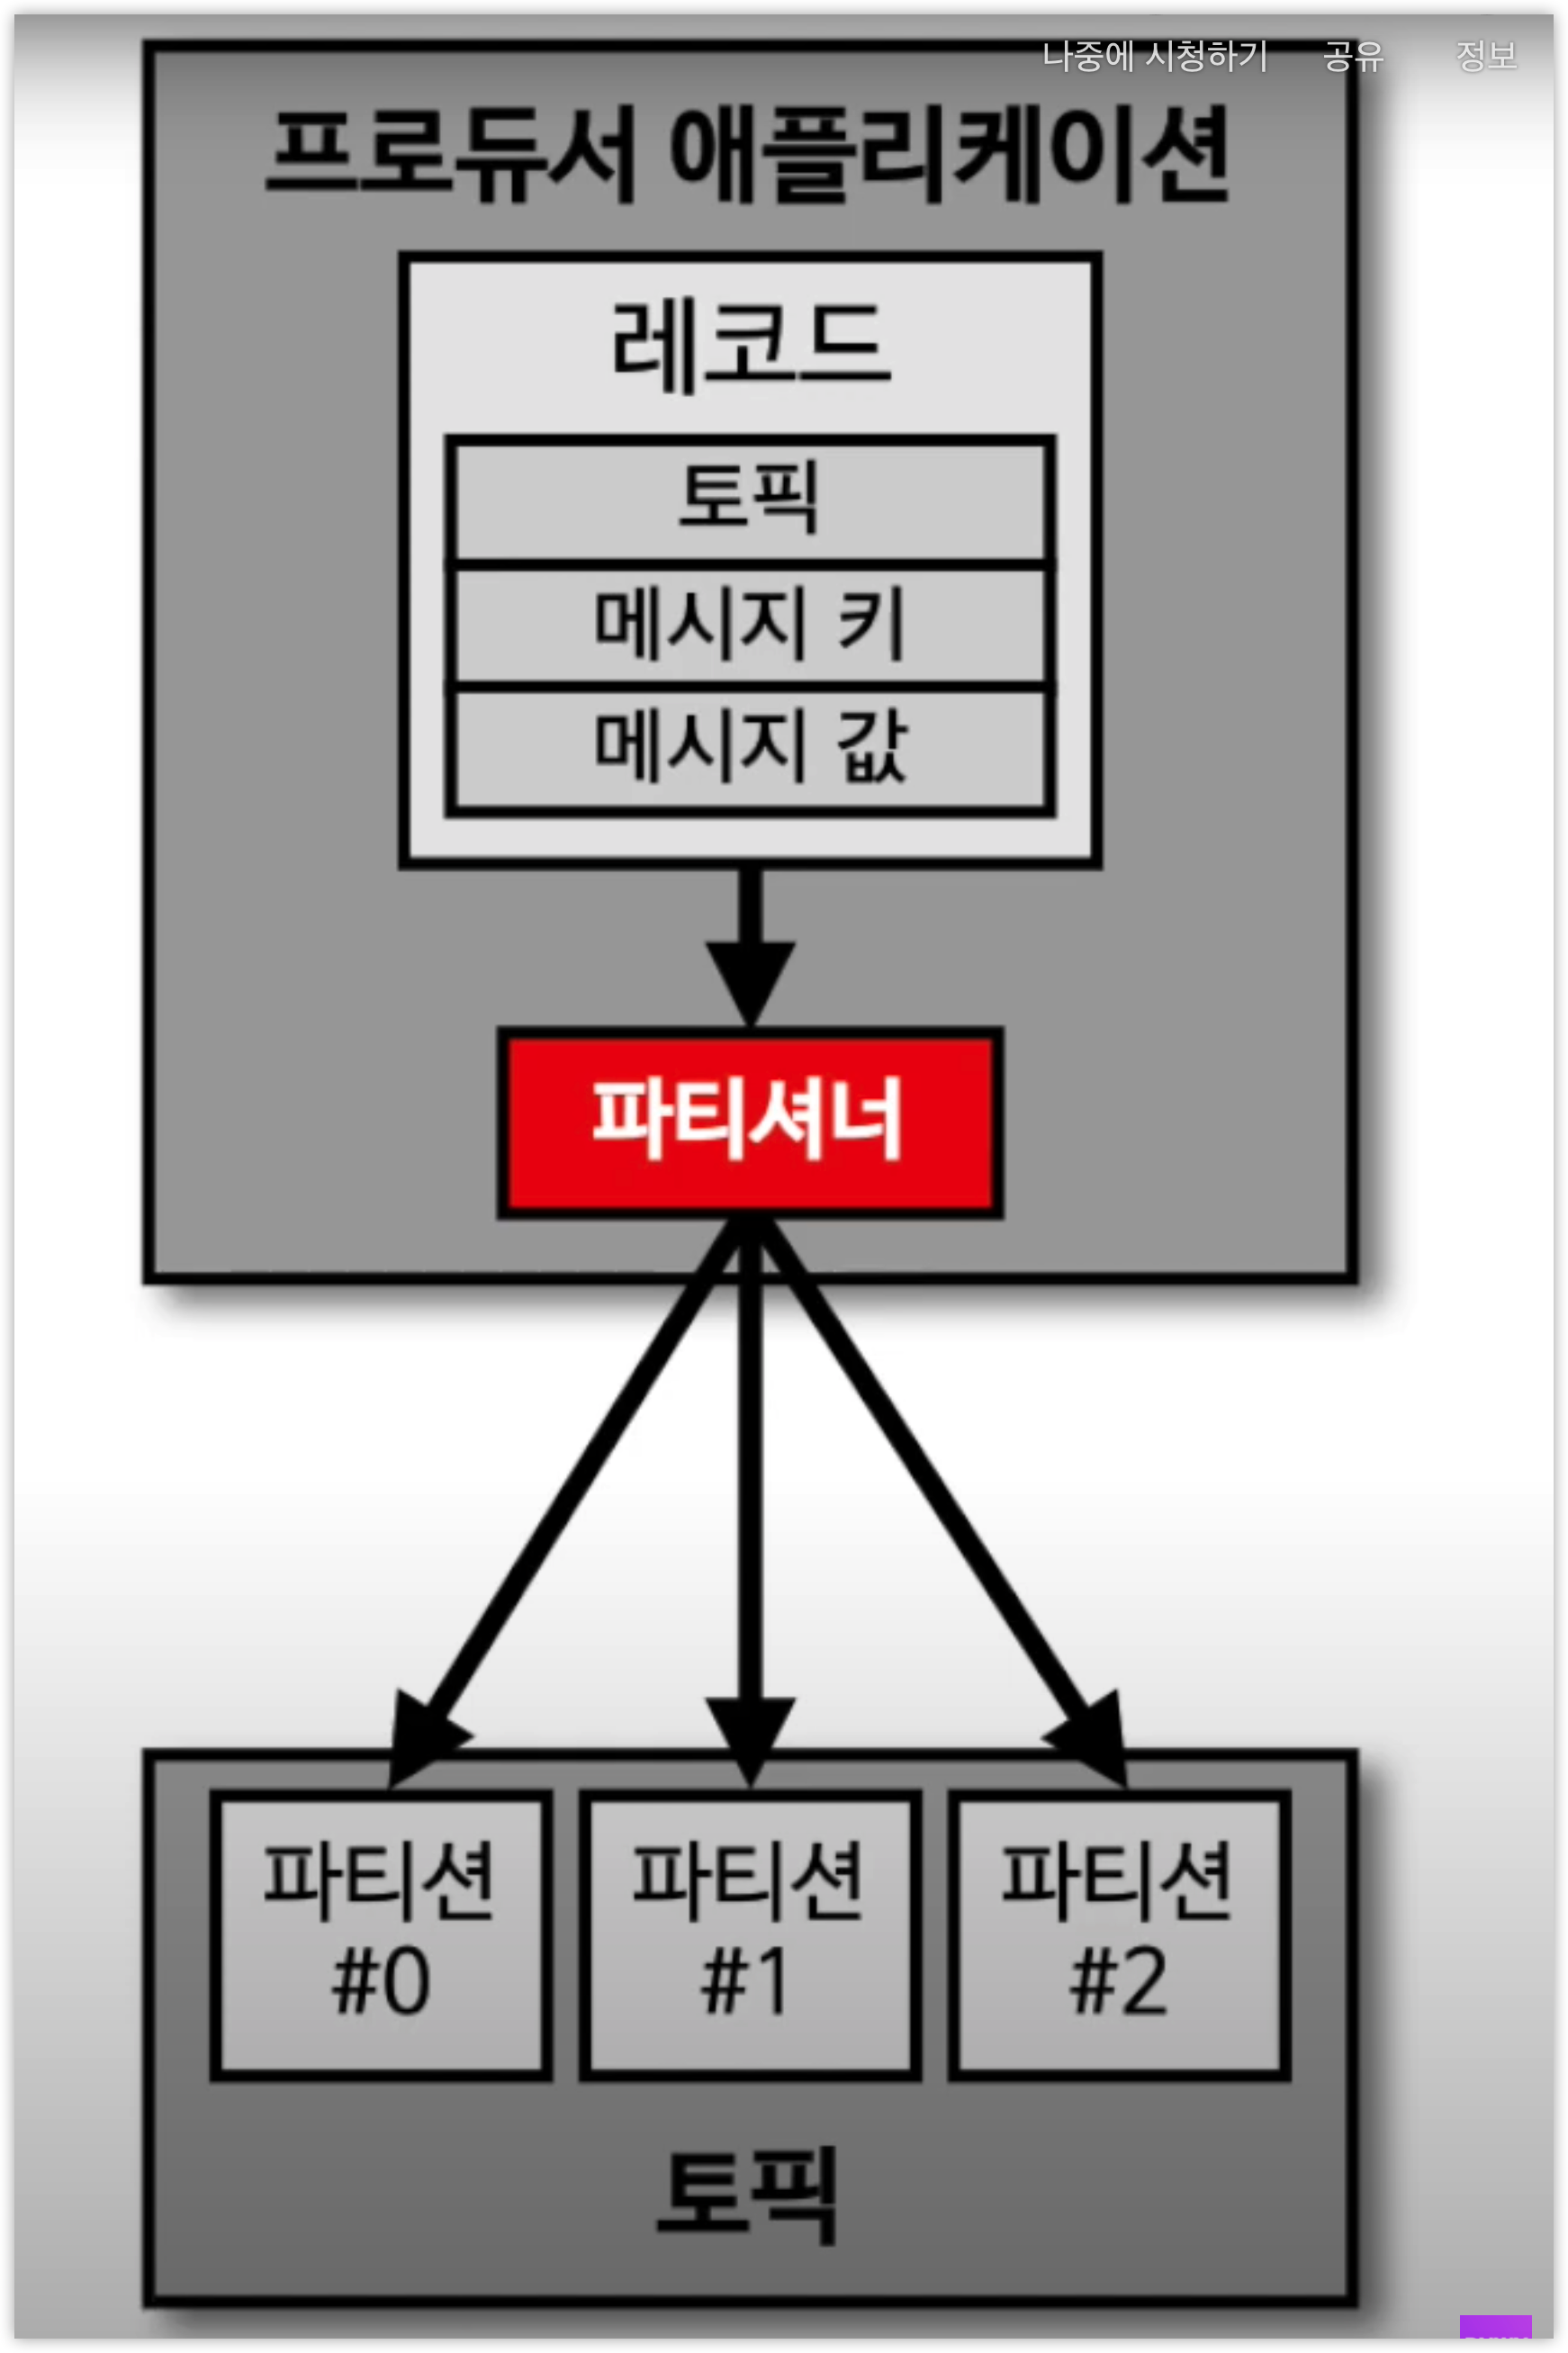 나중에 시청하기 공유 정보
프로듀서 애플리케이션
레코드
토픽
메시지 키
메시지 값
파티셔너
파티션 #0
파티션 #1
파티션 #2
토픽